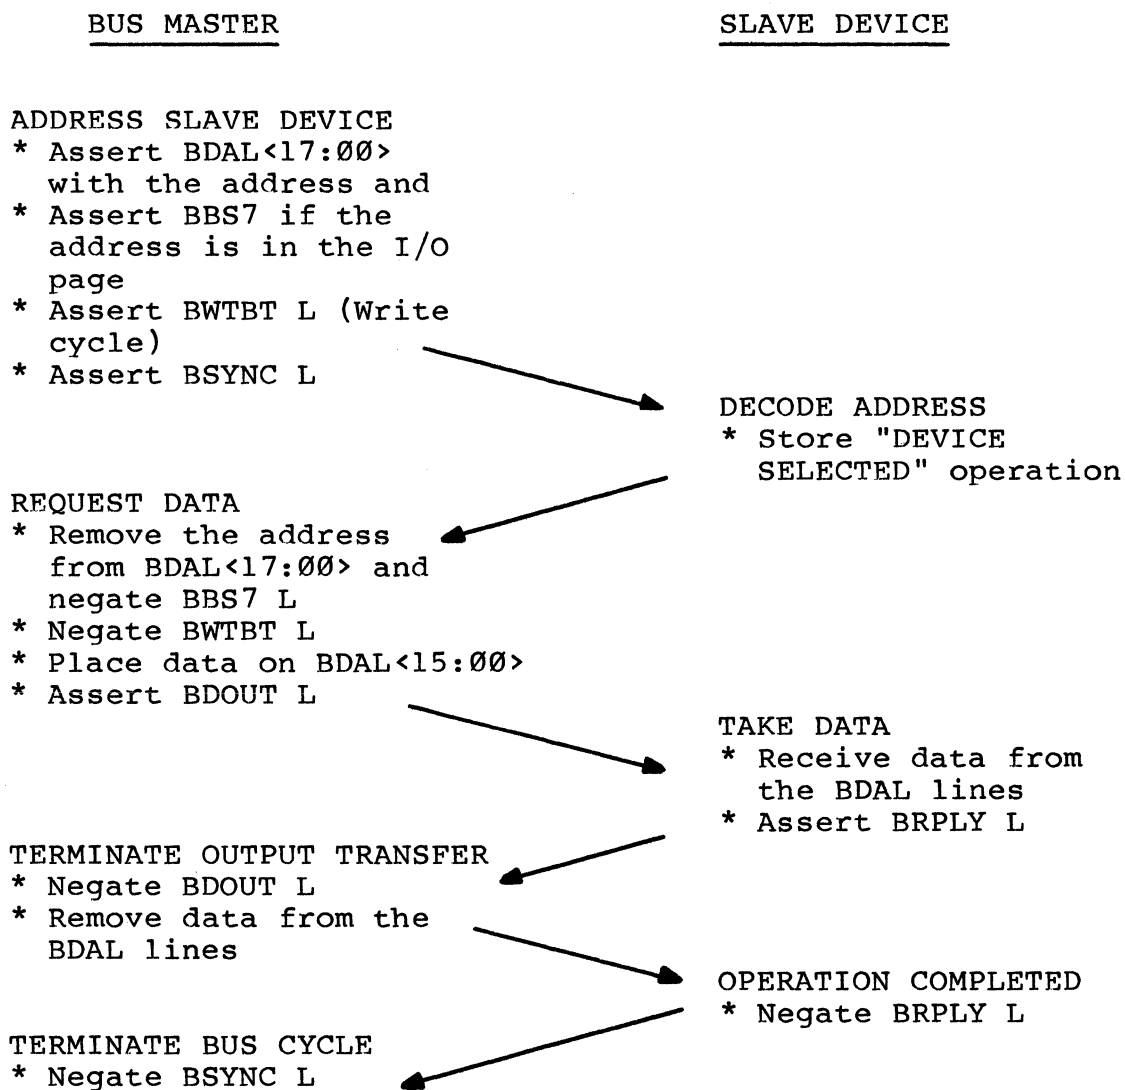 BUS MASTER
SLAVE DEVICE
ADDRESS SLAVE DEVICE
* Assert BDAL<17:ØØ>
with the address and
* Assert BBS7 if the
address is in the I/O
page
* Assert BWTBT L (Write
cycle)
* Assert BSYNC L
DECODE ADDRESS
* Store "DEVICE
SELECTED" operation
REQUEST DATA
* Remove the address
from BDAL<17:ØØ> and
negate BBS7 L
* Negate BWTBT L
* Place data on BDAL<15:ØØ>
* Assert BDOUT L
TAKE DATA
* Receive data from
the BDAL lines
* Assert BRPLY L
TERMINATE OUTPUT TRANSFER
* Negate BDOUT L
* Remove data from the
BDAL lines
OPERATION COMPLETED
* Negate BRPLY L
TERMINATE BUS CYCLE
* Negate BSYNC L